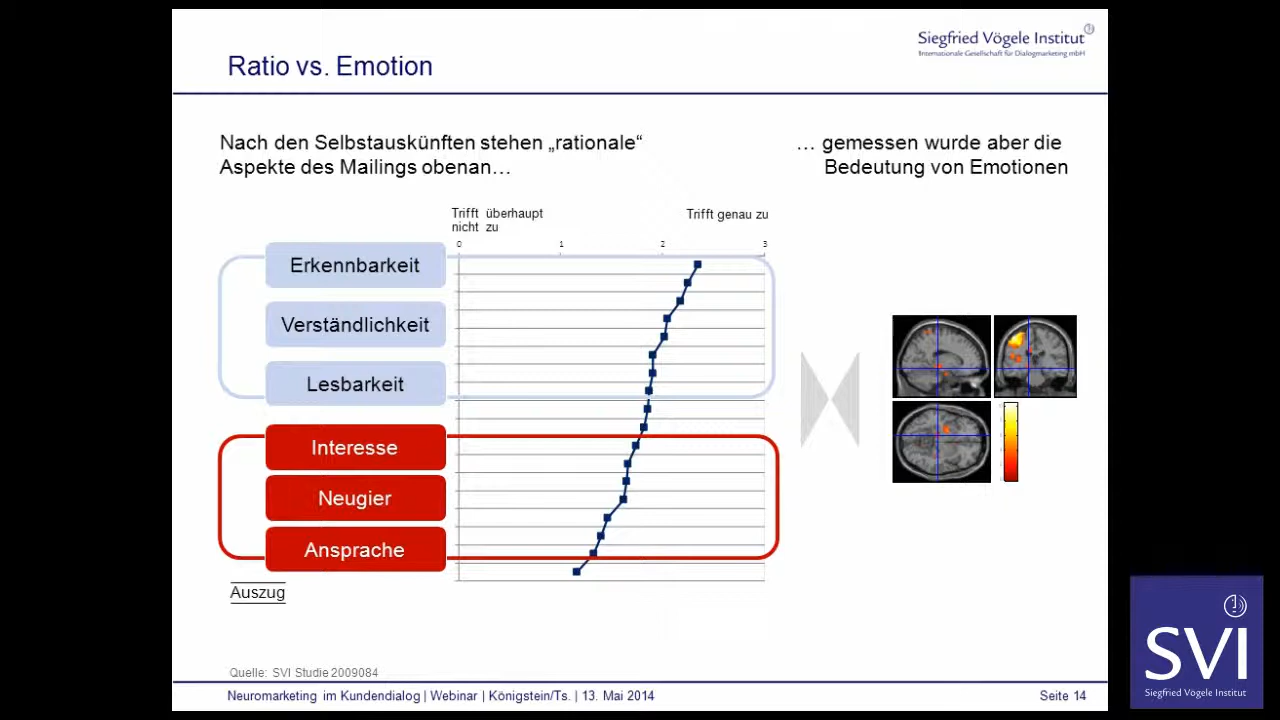 Siegfried Vögele Institut
Internationale Gesellschaft für Dialogmarketing mbH
Ratio vs. Emotion
Nach den Selbstauskünften stehen „rationale“
Aspekte des Mailings obenan…
… gemessen wurde aber die
Bedeutung von Emotionen
Trifft überhaupt
nicht zu
Trifft genau zu
0 1 2 3
Erkennbarkeit
Verständlichkeit
Lesbarkeit
Interesse
Neugier
Ansprache
Auszug
Quelle: SVI Studie 2009084
Neuromarketing im Kundendialog | Webinar | Königstein/Ts. | 13. Mai 2014
Seite 14
SVI
Siegfried Vögele Institut